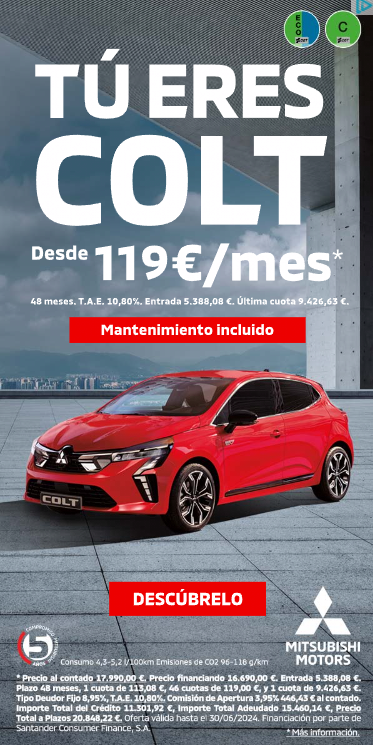 ECO
C
TÚ ERES
COLT
Desde 119€/mes*
48 meses. T.A.E. 10,80%. Entrada 5.388,08 €. Última cuota 9.426,63 €.
Mantenimiento incluido
COLT
DESCÚBRELO
5
AÑOS
Consumo 4,3-5,2 l/100km Emisiones de CO2 96-118 g/km
MITSUBISHI
MOTORS
* Precio al contado 17.990,00 €. Precio financiando 16.690,00 €. Entrada 5.388,08 €.
Plazo 48 meses, 1 cuota de 113,08 €, 46 cuotas de 119,00 €, y 1 cuota de 9.426,63 €.
Tipo Deudor Fijo 8,95%, T.A.E. 10,80%. Comisión de Apertura 3,95% 446,43 € al contado.
Importe Total del Crédito 11.301,92 €, Importe Total Adeudado 15.460,14 €, Precio
Total a Plazos 20.848,22 €. Oferta válida hasta el 30/06/2024. Financiación por parte de
Santander Consumer Finance, S.A.
* Más información.